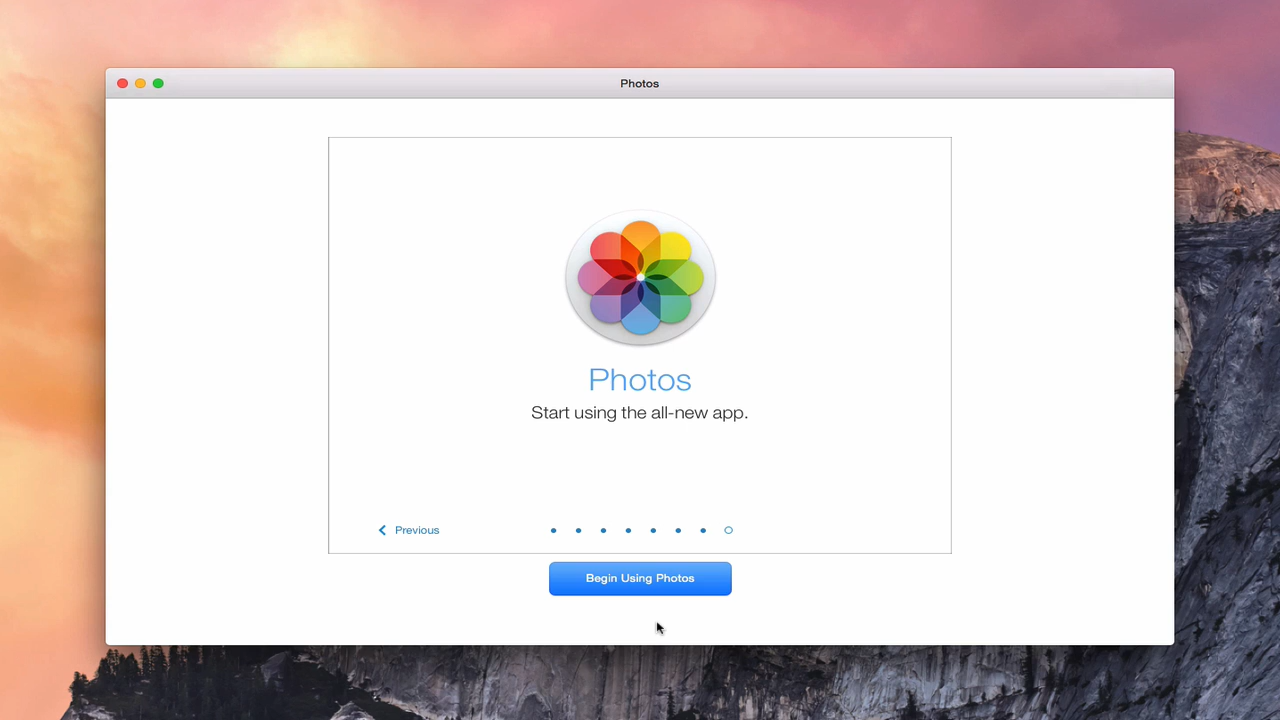 Photos
Photos
Start using the all-new app.
Previous
Begin Using Photos